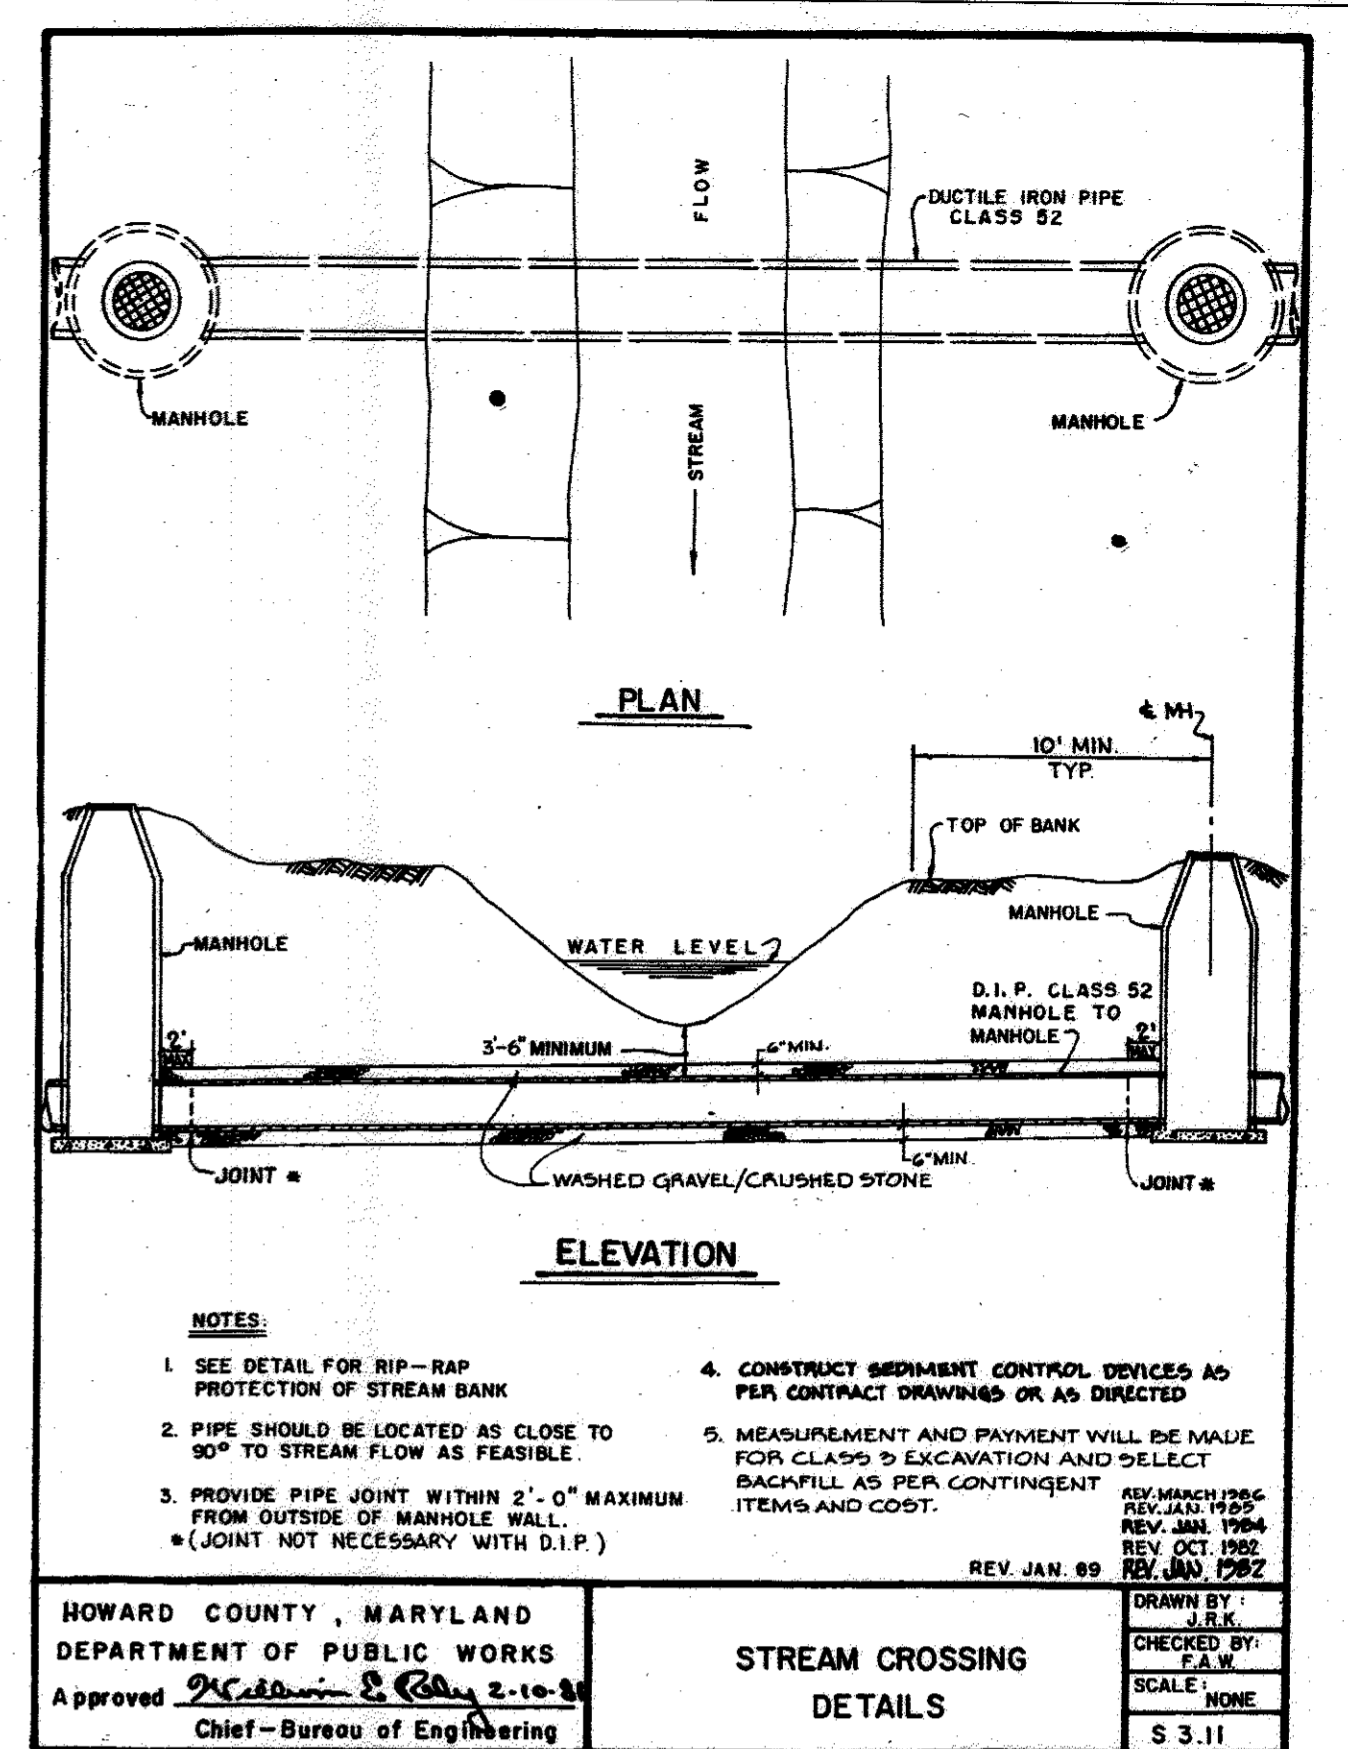 FLOW
DUCTILE IRON PIPE
CLASS 52
MANHOLE
MANHOLE
STREAM
PLAN
℄ MH
10' MIN.
TYP.
TOP OF BANK
MANHOLE
MANHOLE
WATER LEVEL
D.I.P. CLASS 52
MANHOLE TO
MANHOLE
2'
MAX
3'-6" MINIMUM
6" MIN.
2'
MAX
6" MIN.
JOINT *
WASHED GRAVEL/CRUSHED STONE
JOINT *
ELEVATION
NOTES:
1. SEE DETAIL FOR RIP-RAP
PROTECTION OF STREAM BANK
2. PIPE SHOULD BE LOCATED AS CLOSE TO
90° TO STREAM FLOW AS FEASIBLE.
3. PROVIDE PIPE JOINT WITHIN 2'-0" MAXIMUM
FROM OUTSIDE OF MANHOLE WALL.
*(JOINT NOT NECESSARY WITH D.I.P.)
4. CONSTRUCT SEDIMENT CONTROL DEVICES AS
PER CONTRACT DRAWINGS OR AS DIRECTED
5. MEASUREMENT AND PAYMENT WILL BE MADE
FOR CLASS 3 EXCAVATION AND SELECT
BACKFILL AS PER CONTINGENT
ITEMS AND COST.
REV. MARCH 1986
REV. JAN. 1985
REV. JAN. 1984
REV. OCT. 1982
REV. JAN. 89 REV. JAN. 1982
HOWARD COUNTY, MARYLAND
DEPARTMENT OF PUBLIC WORKS
Approved
Chief-Bureau of Engineering
STREAM CROSSING
DETAILS
DRAWN BY:
J.R.K.
CHECKED BY:
F.A.W.
SCALE:
NONE
S 3.11